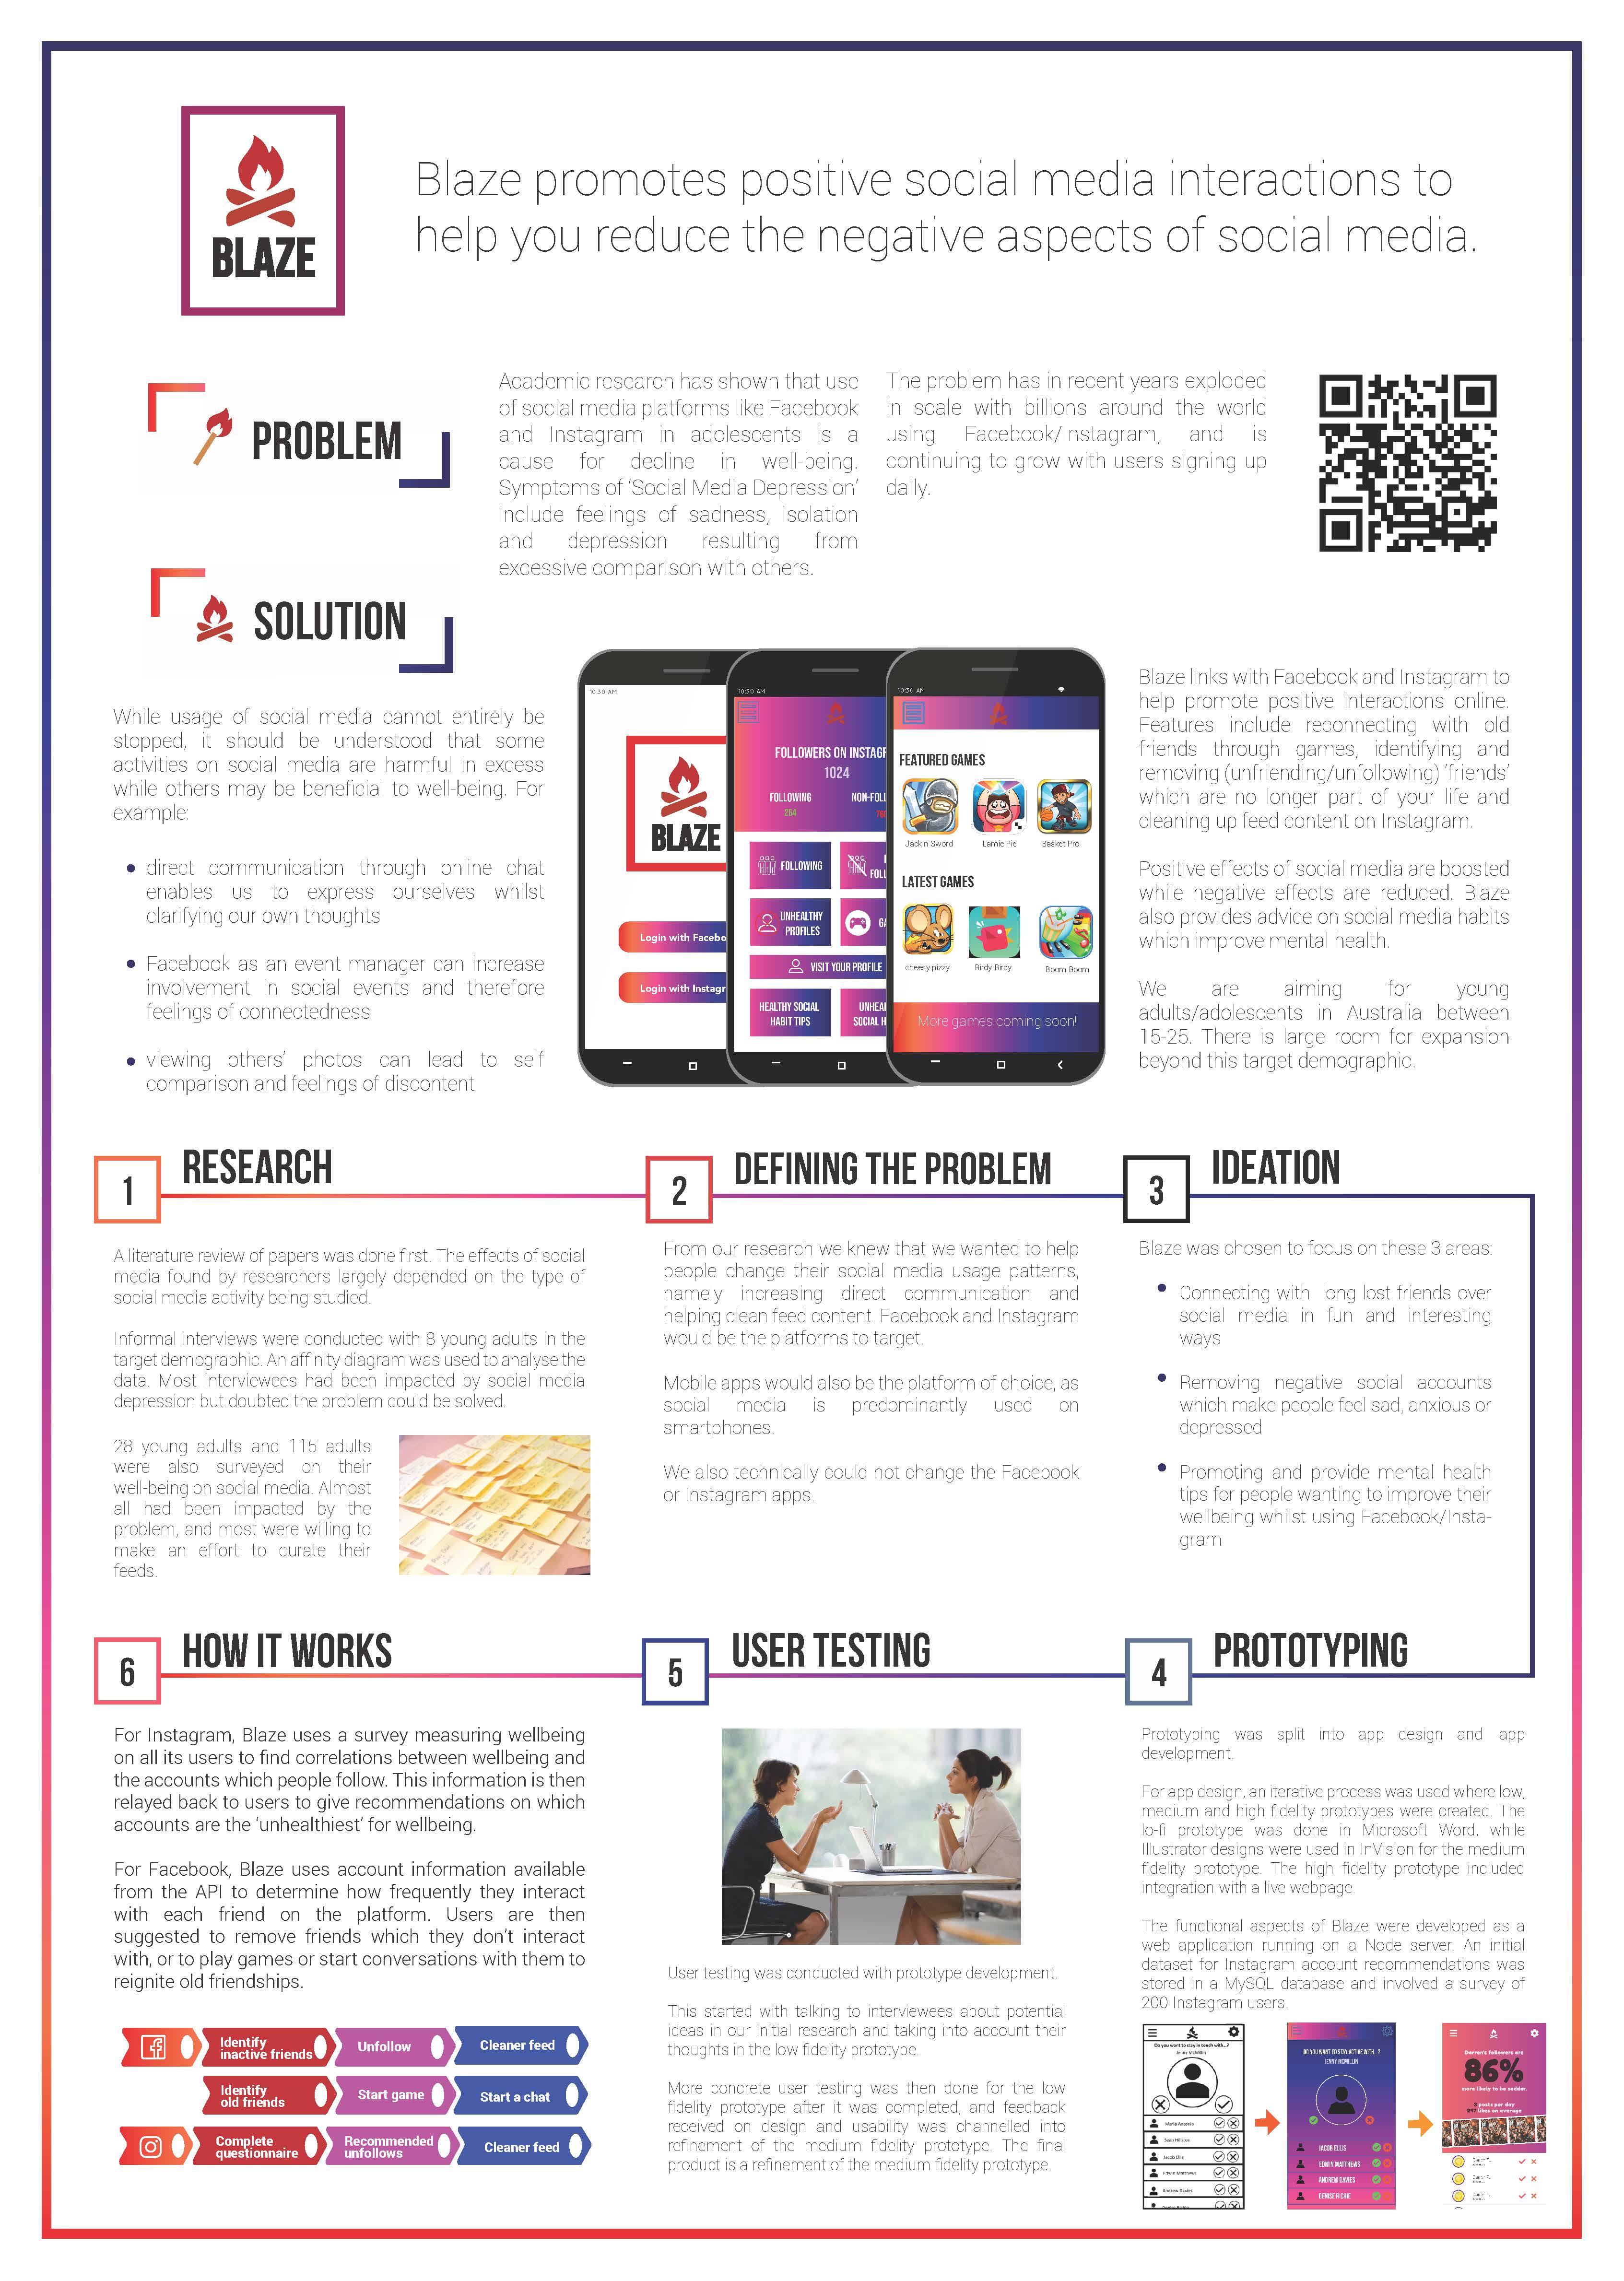 BLAZE
Blaze promotes positive social media interactions to
help you reduce the negative aspects of social media.
PROBLEM
Academic research has shown that use
of social media platforms like Facebook
and Instagram in adolescents is a
cause for decline in well-being.
Symptoms of ‘Social Media Depression’
include feelings of sadness, isolation
and depression resulting from
excessive comparison with others.
The problem has in recent years exploded
in scale with billions around the world
using Facebook/Instagram, and is
continuing to grow with users signing up
daily.
SOLUTION
While usage of social media cannot entirely be
stopped, it should be understood that some
activities on social media are harmful in excess
while others may be beneficial to well-being. For
example:
• direct communication through online chat
enables us to express ourselves whilst
clarifying our own thoughts
• Facebook as an event manager can increase
involvement in social events and therefore
feelings of connectedness
• viewing others’ photos can lead to self
comparison and feelings of discontent
10:30 AM
BLAZE
Login with Facebo
Login with Instagr
10:30 AM
FOLLOWERS ON INSTAGR
1024
FOLLOWING
NON-FOLL
264
FOLLOWING
FOLL
UNHEALTHY
PROFILES
GA
VISIT YOUR PROFILE
HEALTHY SOCIAL
HABIT TIPS
UNHEA
SOCIAL H
10:30 AM
FEATURED GAMES
Jack n Sword
Lamie Pie
Basket Pro
LATEST GAMES
cheesy pizzy
Birdy Birdy
Boom Boom
More games coming soon!
Blaze links with Facebook and Instagram to
help promote positive interactions online.
Features include reconnecting with old
friends through games, identifying and
removing (unfriending/unfollowing) ‘friends’
which are no longer part of your life and
cleaning up feed content on Instagram.
Positive effects of social media are boosted
while negative effects are reduced. Blaze
also provides advice on social media habits
which improve mental health.
We are aiming for young
adults/adolescents in Australia between
15-25. There is large room for expansion
beyond this target demographic.
1
RESEARCH
A literature review of papers was done first. The effects of social
media found by researchers largely depended on the type of
social media activity being studied.
Informal interviews were conducted with 8 young adults in the
target demographic. An affinity diagram was used to analyse the
data. Most interviewees had been impacted by social media
depression but doubted the problem could be solved.
28 young adults and 115 adults
were also surveyed on their
well-being on social media. Almost
all had been impacted by the
problem, and most were willing to
make an effort to curate their
feeds.
2
DEFINING THE PROBLEM
From our research we knew that we wanted to help
people change their social media usage patterns,
namely increasing direct communication and
helping clean feed content. Facebook and Instagram
would be the platforms to target.
Mobile apps would also be the platform of choice, as
social media is predominantly used on
smartphones.
We also technically could not change the Facebook
or Instagram apps.
3
IDEATION
Blaze was chosen to focus on these 3 areas:
• Connecting with long lost friends over
social media in fun and interesting
ways
• Removing negative social accounts
which make people feel sad, anxious or
depressed
• Promoting and provide mental health
tips for people wanting to improve their
wellbeing whilst using Facebook/Insta-
gram
4
PROTOTYPING
Prototyping was split into app design and app
development.
For app design, an iterative process was used where low,
medium and high fidelity prototypes were created. The
lo-fi prototype was done in Microsoft Word, while
Illustrator designs were used in InVision for the medium
fidelity prototype. The high fidelity prototype included
integration with a live webpage.
The functional aspects of Blaze were developed as a
web application running on a Node server. An initial
dataset for Instagram account recommendations was
stored in a MySQL database and involved a survey of
200 Instagram users.
Do you want to stay in touch with...?
Jenny McMillin
Maria Antonia
Sean Hillston
Jacob Ellis
Edwin Matthews
Andrew Davies
DO YOU WANT TO STAY ACTIVE WITH...?
JENNY MCMILLIN
JACOB ELLIS
EDWIN MATTHEWS
ANDREW DAVIES
DENISE RICHIE
Darren's followers are
86%
more likely to be sadder.
posts per day
likes on average
5
USER TESTING
User testing was conducted with prototype development.
This started with talking to interviewees about potential
ideas in our initial research and taking into account their
thoughts in the low fidelity prototype.
More concrete user testing was then done for the low
fidelity prototype after it was completed, and feedback
received on design and usability was channelled into
refinement of the medium fidelity prototype. The final
product is a refinement of the medium fidelity prototype.
6
HOW IT WORKS
For Instagram, Blaze uses a survey measuring wellbeing
on all its users to find correlations between wellbeing and
the accounts which people follow. This information is then
relayed back to users to give recommendations on which
accounts are the ‘unhealthiest’ for wellbeing.
For Facebook, Blaze uses account information available
from the API to determine how frequently they interact
with each friend on the platform. Users are then
suggested to remove friends which they don’t interact
with, or to play games or start conversations with them to
reignite old friendships.
Identify
inactive friends
Unfollow
Cleaner feed
Identify
old friends
Start game
Start a chat
Complete
questionnaire
Recommended
unfollows
Cleaner feed